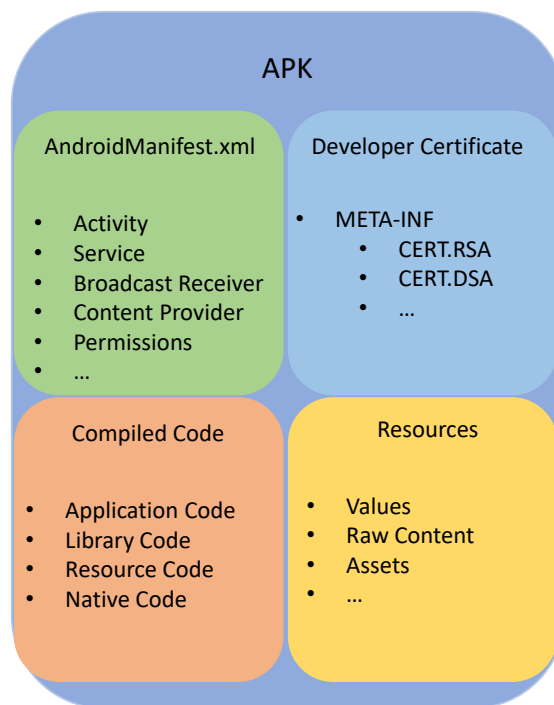 APK
AndroidManifest.xml
• Activity
• Service
• Broadcast Receiver
• Content Provider
• Permissions
• ...
Developer Certificate
• META-INF
• CERT.RSA
• CERT.DSA
• ...
Compiled Code
• Application Code
• Library Code
• Resource Code
• Native Code
Resources
• Values
• Raw Content
• Assets
• ...